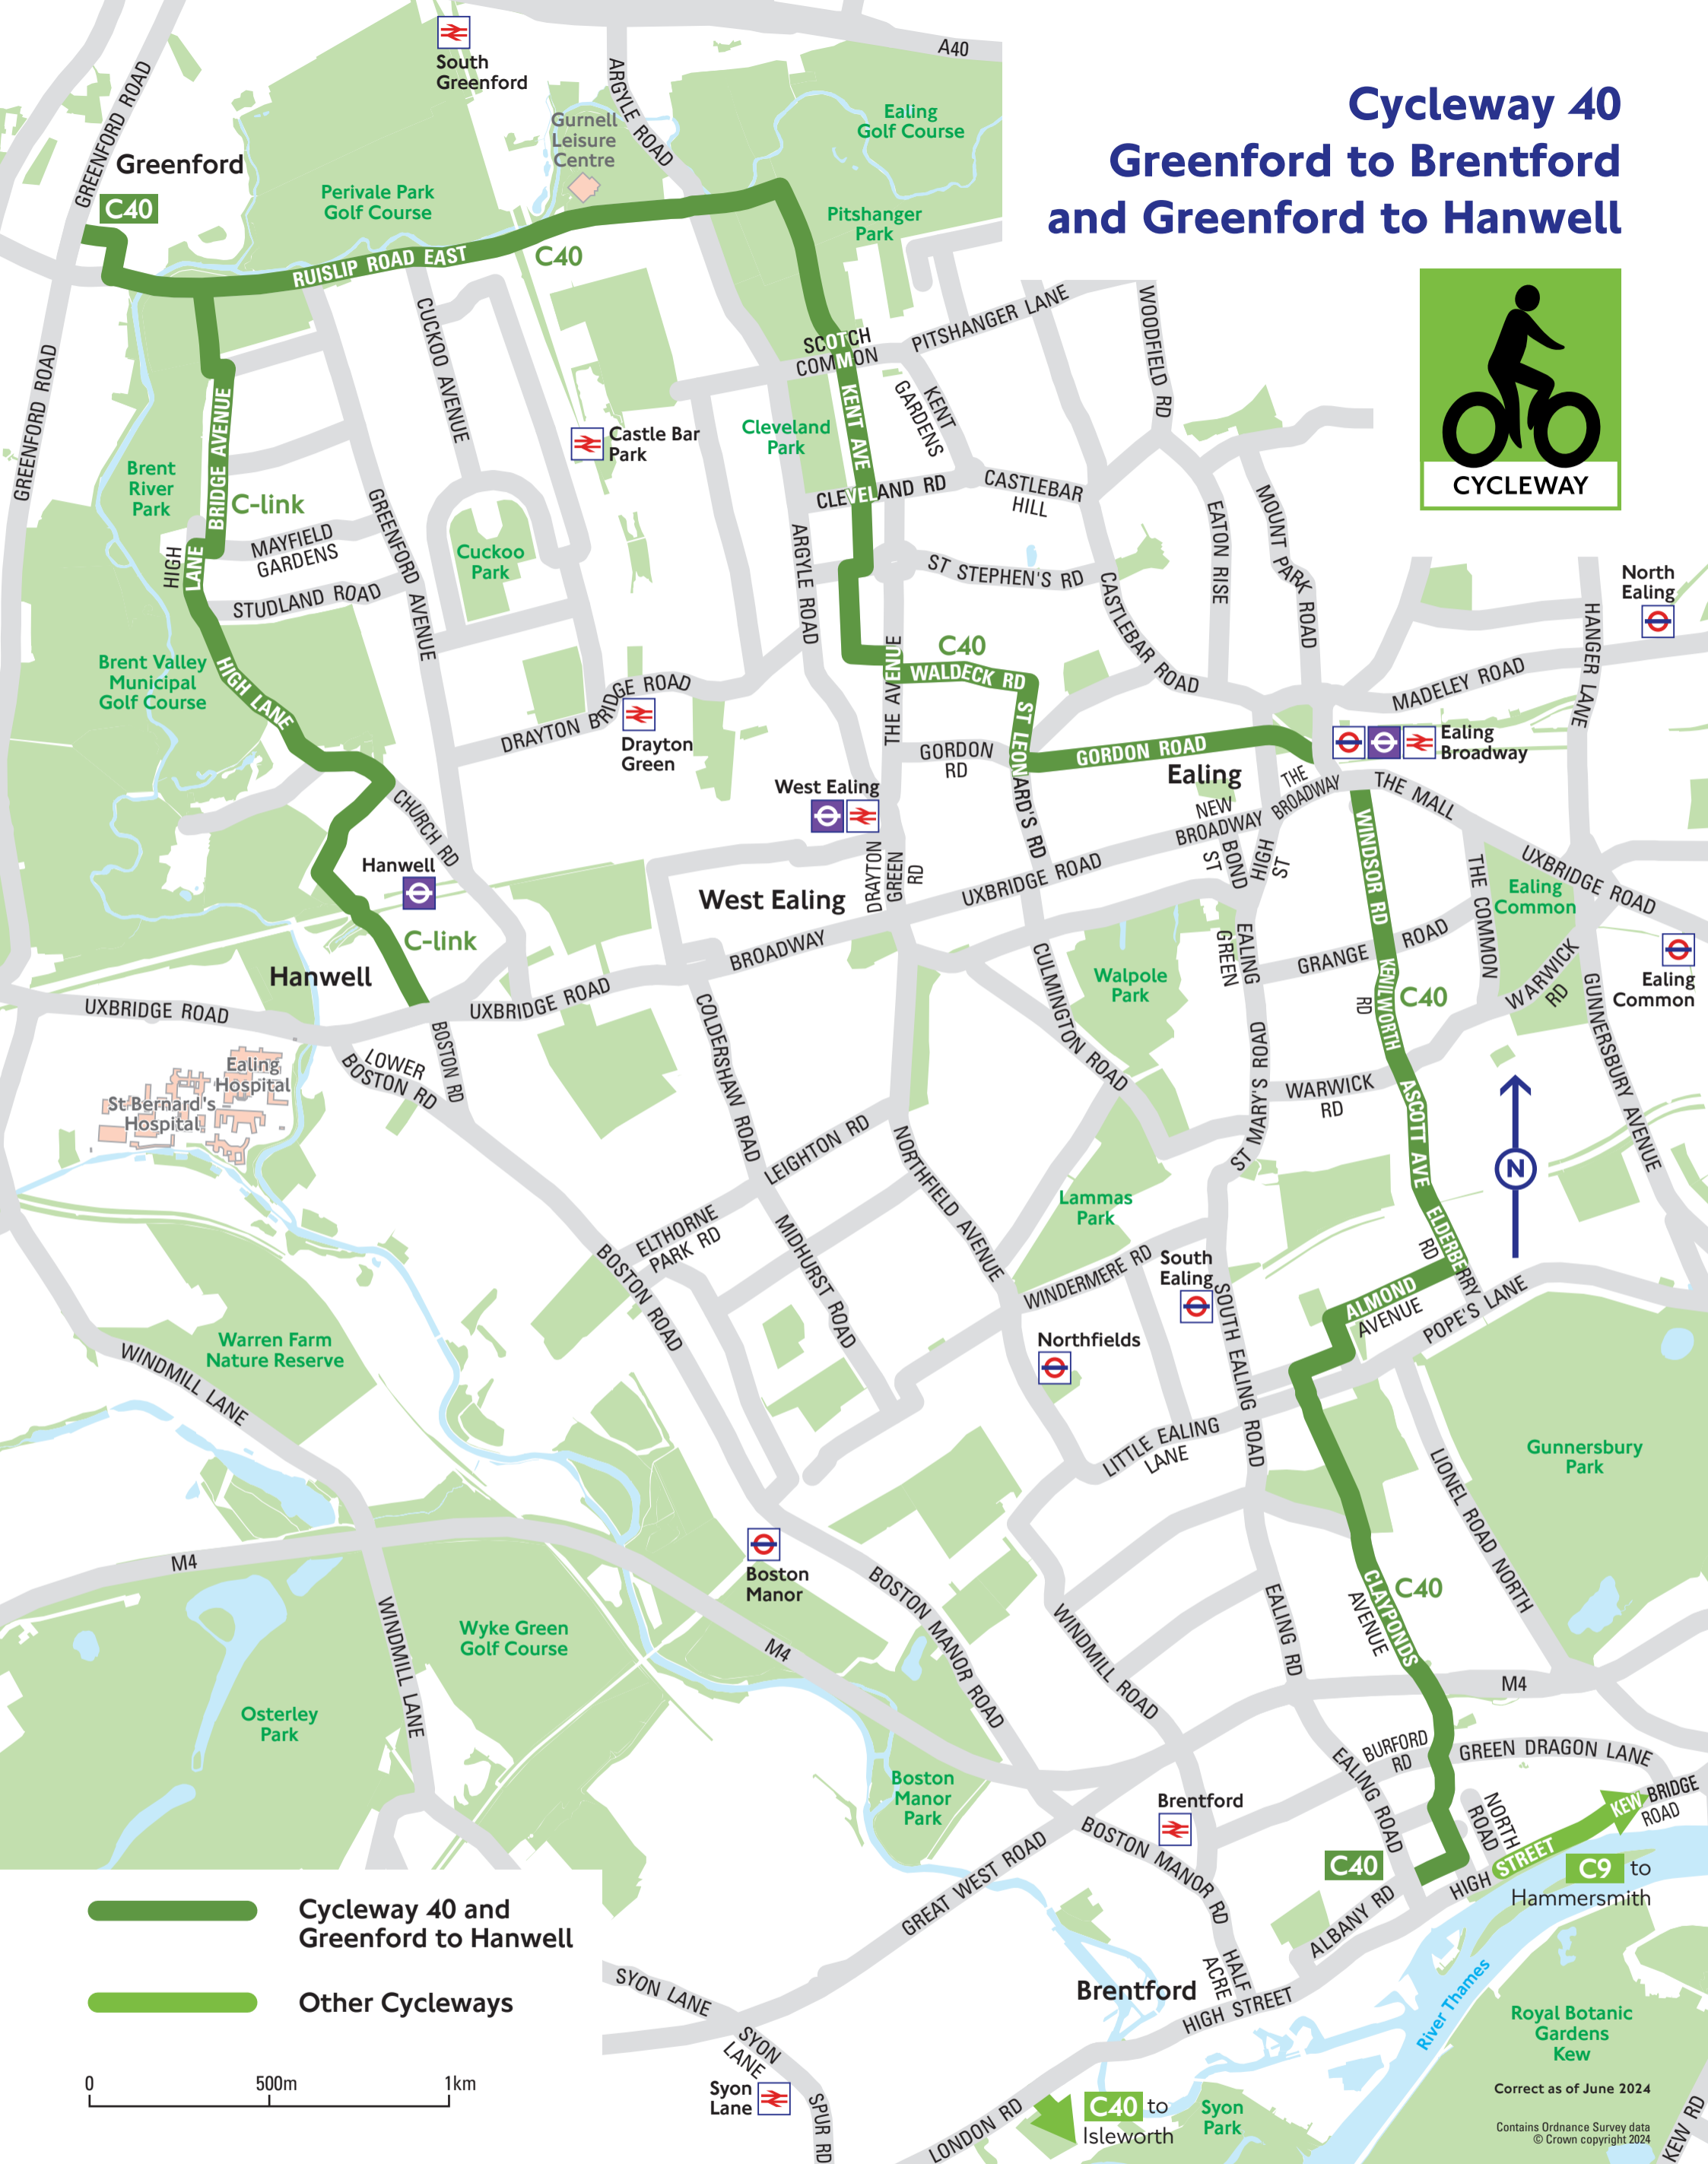 Cycleway 40
Greenford to Brentford
and Greenford to Hanwell
CYCLEWAY
A40
South
Greenford
ARGYLE ROAD
GREENFORD ROAD
Greenford
C40
Gurnell
Leisure
Centre
Ealing
Golf Course
Perivale Park
Golf Course
Pitshanger
Park
RUISLIP ROAD EAST
C40
CUCKOO AVENUE
SCOTCH
COMMON
PITSHANGER LANE
WOODFIELD RD
GREENFORD ROAD
BRIDGE AVENUE
C-link
Brent
River
Park
Castle Bar
Park
Cleveland
Park
KENT AVE
KENT
GARDENS
CLEVELAND RD
CASTLEBAR
HILL
EATON RISE
MOUNT PARK ROAD
HIGH
LANE
MAYFIELD
GARDENS
STUDLAND ROAD
GREENFORD AVENUE
Cuckoo
Park
ARGYLE ROAD
ST STEPHEN'S RD
CASTLEBAR ROAD
North
Ealing
HANGER LANE
Brent Valley
Municipal
Golf Course
HIGH LANE
C40
WALDECK RD
THE AVENUE
ST LEONARD'S RD
MADELEY ROAD
DRAYTON BRIDGE ROAD
Drayton
Green
GORDON
RD
GORDON ROAD
Ealing
Broadway
Ealing
THE
BROADWAY
THE MALL
West Ealing
CHURCH RD
Hanwell
NEW
BROADWAY
BOND
ST
HIGH
ST
WINDSOR RD
UXBRIDGE ROAD
THE COMMON
Ealing
Common
West Ealing
DRAYTON
GREEN
RD
UXBRIDGE ROAD
C-link
Hanwell
BROADWAY
EALING
GREEN
GRANGE ROAD
WARWICK
RD
Ealing
Common
UXBRIDGE ROAD
UXBRIDGE ROAD
Walpole
Park
CULMINGTON ROAD
KENILWORTH
RD
C40
GUNNERSBURY AVENUE
BOSTON RD
LOWER
BOSTON RD
COLDERSHAW ROAD
Ealing
Hospital
St Bernard's
Hospital
ST MARY'S ROAD
WARWICK
RD
ASCOTT AVE
N
LEIGHTON RD
NORTHFIELD AVENUE
Lammas
Park
ELDERBERRY
RD
ELTHORNE
PARK RD
MIDHURST ROAD
BOSTON ROAD
WINDERMERE RD
South
Ealing
SOUTH EALING ROAD
ALMOND
AVENUE
POPE'S LANE
Northfields
Warren Farm
Nature Reserve
WINDMILL LANE
LITTLE EALING
LANE
LIONEL ROAD NORTH
Gunnersbury
Park
M4
Boston
Manor
BOSTON MANOR ROAD
WINDMILL ROAD
EALING RD
CLAYPONDS
AVENUE
C40
WINDMILL LANE
Wyke Green
Golf Course
M4
M4
Osterley
Park
BURFORD
RD
GREEN DRAGON LANE
Boston
Manor
Park
EALING ROAD
Brentford
BOSTON MANOR RD
NORTH
ROAD
KEW BRIDGE
ROAD
HIGH STREET
GREAT WEST ROAD
C40
C9 to
Hammersmith
ALBANY RD
Cycleway 40 and
Greenford to Hanwell
Other Cycleways
0 500m 1km
SYON LANE
SYON
LANE
Syon
Lane
SPUR RD
Brentford
HALF
ACRE
HIGH STREET
River Thames
Royal Botanic
Gardens
Kew
LONDON RD
C40 to
Isleworth
Syon
Park
Correct as of June 2024
Contains Ordnance Survey data
© Crown copyright 2024
KEW RD